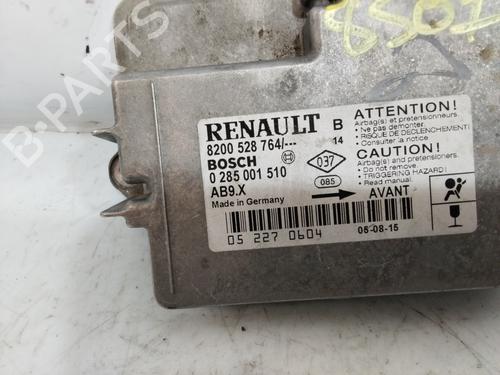 RENAULT B
8200 528 764/--- 14
BOSCH
0 285 001 510
AB9.X
Made in Germany
037
085
AVANT
05 227 0604
06-08-15
ATTENTION!
Airbag(s) et pretensionneurs.
• Ne pas demonter.
• RISQUE DE DECLENCHEMENT!
• Consulter la notice
CAUTION!
Airbag(s) and pretensioners.
• Do not remove.
• TRIGGERING HAZARD!
• Read manual.
B-PARTS